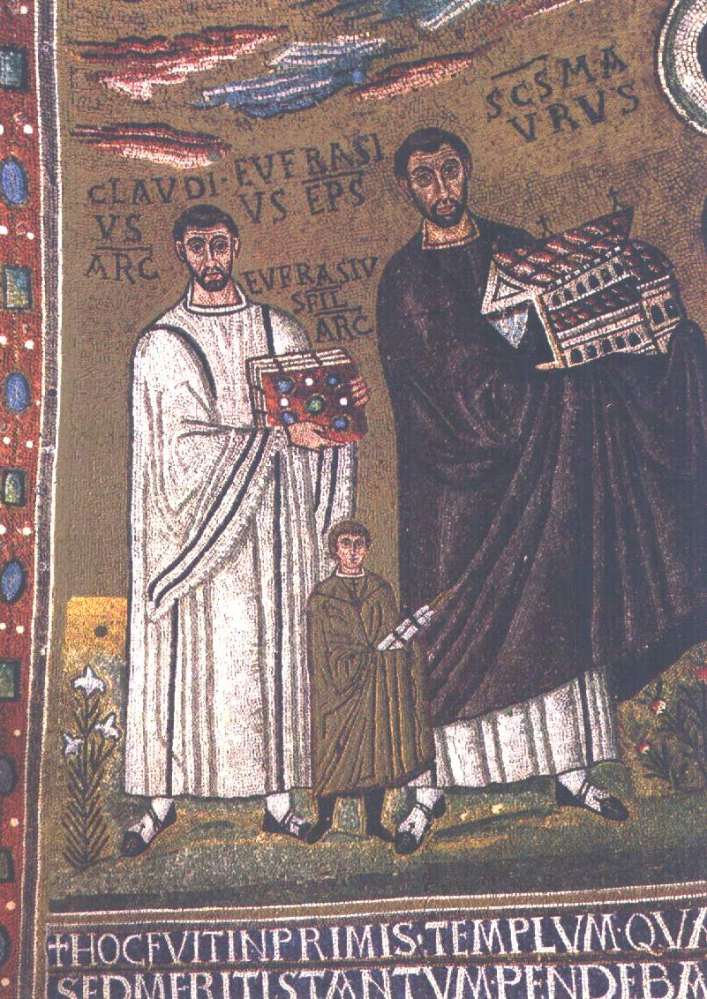 CLAVDI·
VS
ARC
EVFRASI
VS EPS
EVFRASIV
S FIL
ARC
SCS MA
VRVS
+HOC FVIT IN PRIMIS·TEMPLVM·QVA
SED MERITIS TANTVM·PENDEBA